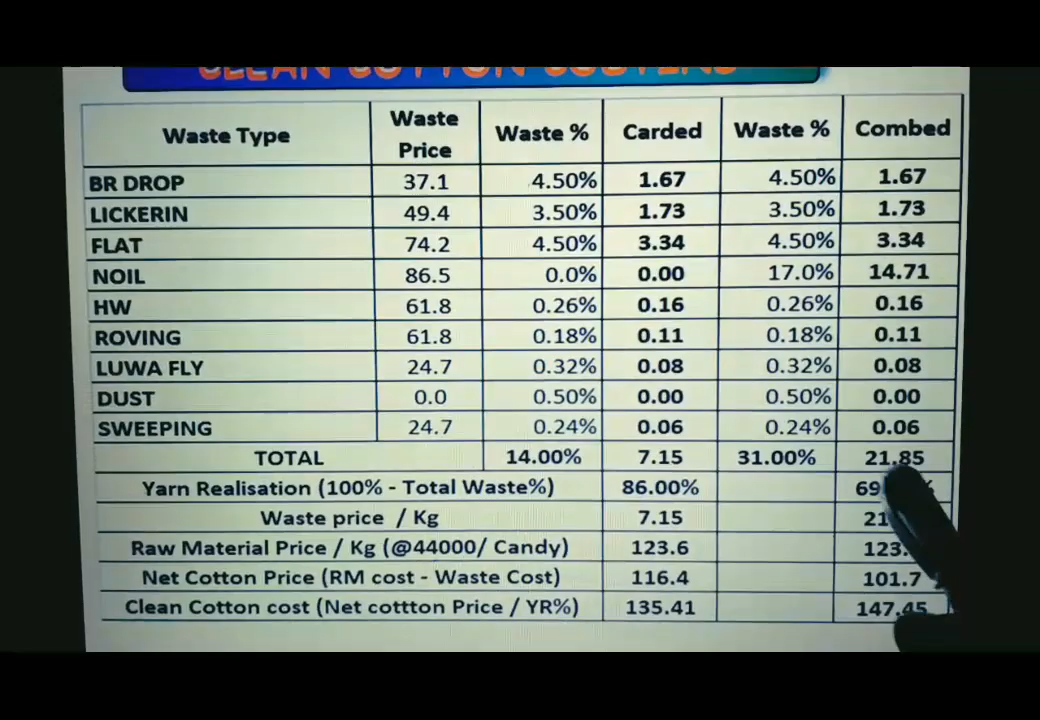 CLEAN COTTON COSTING
Waste Type Waste Price Waste % Carded Waste % Combed
BR DROP 37.1 4.50% 1.67 4.50% 1.67
LICKERIN 49.4 3.50% 1.73 3.50% 1.73
FLAT 74.2 4.50% 3.34 4.50% 3.34
NOIL 86.5 0.0% 0.00 17.0% 14.71
HW 61.8 0.26% 0.16 0.26% 0.16
ROVING 61.8 0.18% 0.11 0.18% 0.11
LUWA FLY 24.7 0.32% 0.08 0.32% 0.08
DUST 0.0 0.50% 0.00 0.50% 0.00
SWEEPING 24.7 0.24% 0.06 0.24% 0.06
TOTAL 14.00% 7.15 31.00% 21.85
Yarn Realisation (100% - Total Waste%) 86.00%
Waste price / Kg 7.15
Raw Material Price / Kg (@44000/ Candy) 123.6
Net Cotton Price (RM cost - Waste Cost) 116.4 101.7
Clean Cotton cost (Net cottton Price / YR%) 135.41 147.45